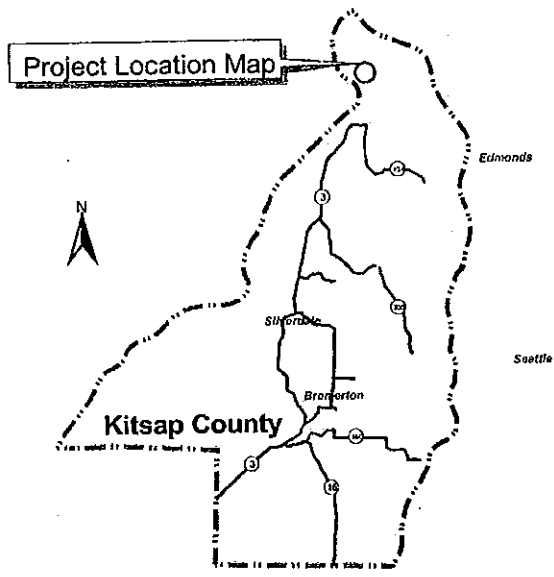 Project Location Map
Edmonds
3
N
Silverdale
Seattle
Bremerton
Kitsap County
3
16